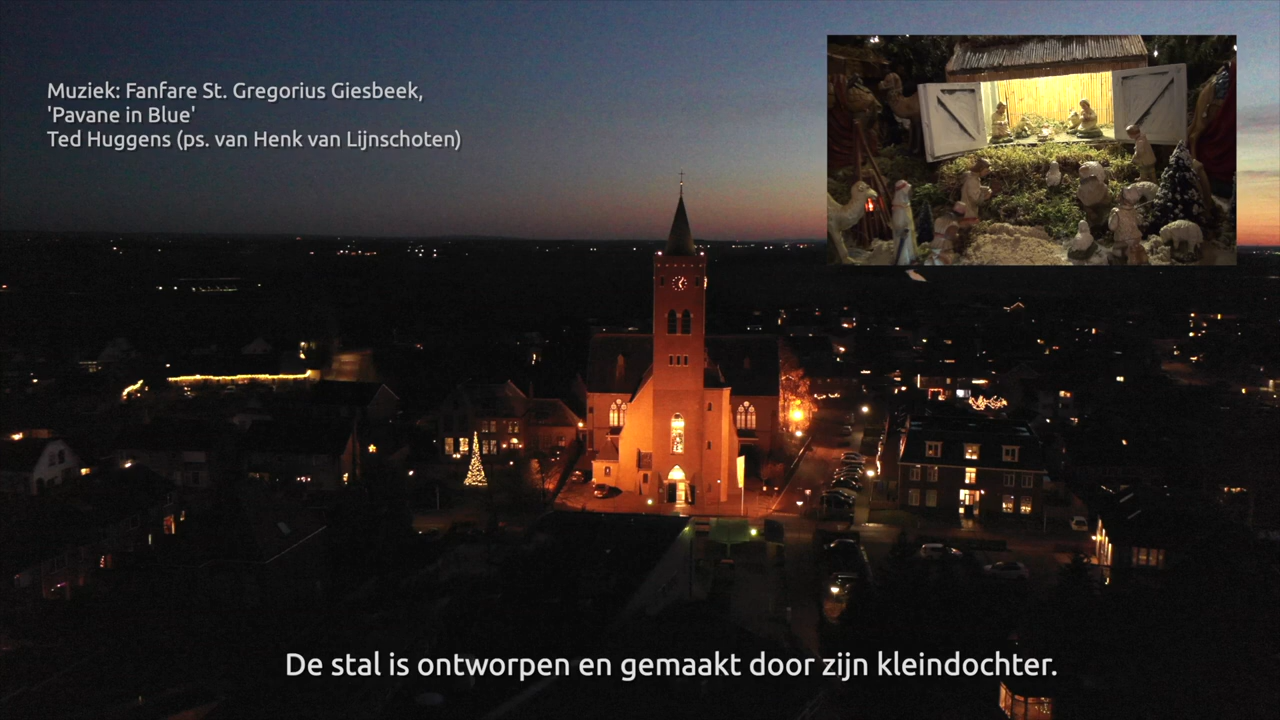 Muziek: Fanfare St. Gregorius Giesbeek,
'Pavane in Blue'
Ted Huggens (ps. van Henk van Lijnschoten)
De stal is ontworpen en gemaakt door zijn kleindochter.